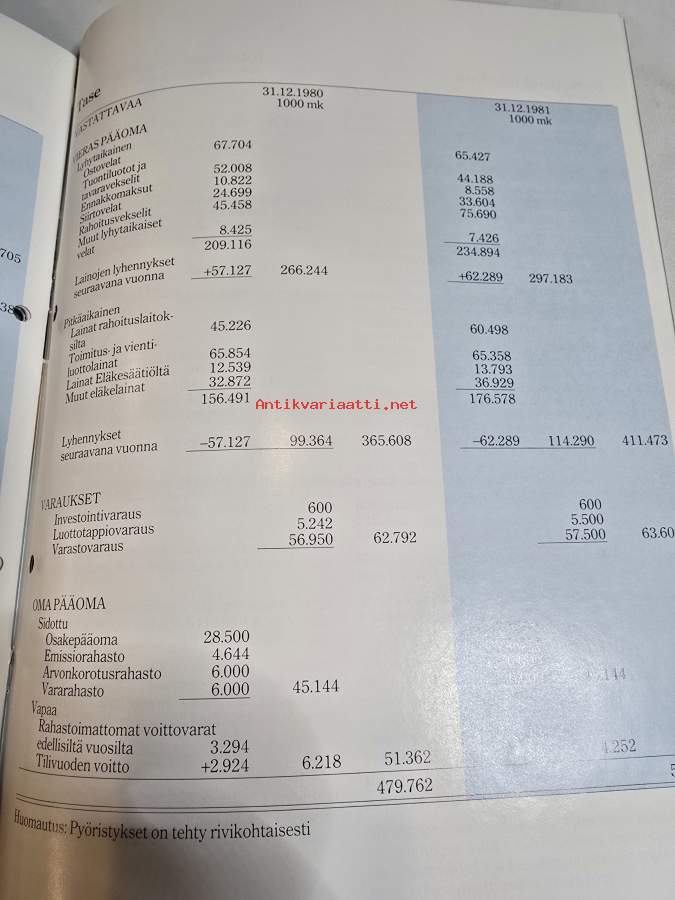 705
38
Tase
VASTATTAVAA 31.12.1980 31.12.1981
1000 mk 1000 mk
VIERAS PÄÄOMA
Lyhytaikainen
Ostovelat 67.704 65.427
Tuontiluotot ja
tavaravekselit 52.008 44.188
Ennakkomaksut 10.822 8.558
Siirtovelat 24.699 33.604
Rahoitusvekselit 45.458 75.690
Muut lyhytaikaiset
velat 8.425 7.426
209.116 234.894
Lainojen lyhennykset
seuraavana vuonna +57.127 266.244 +62.289 297.183
Pitkäaikainen
Lainat rahoituslaitok-
silta 45.226 60.498
Toimitus- ja vienti-
luottolainat 65.854 65.358
Lainat Eläkesäätiöltä 12.539 13.793
Muut eläkelainat 32.872 36.929
156.491 176.578
Antikvariaatti.net
Lyhennykset
seuraavana vuonna –57.127 99.364 365.608 –62.289 114.290 411.473
VARAUKSET
Investointivaraus 600 600
Luottotappiovaraus 5.242 5.500
Varastovaraus 56.950 62.792 57.500 63.60
OMA PÄÄOMA
Sidottu
Osakepääoma 28.500
Emissiorahasto 4.644
Arvonkorotusrahasto 6.000
Vararahasto 6.000 45.144
Vapaa
Rahastoimattomat voittovarat
edellisiltä vuosilta 3.294
Tilivuoden voitto +2.924 6.218 51.362 4.252
479.762 5
Huomautus: Pyöristykset on tehty rivikohtaisesti